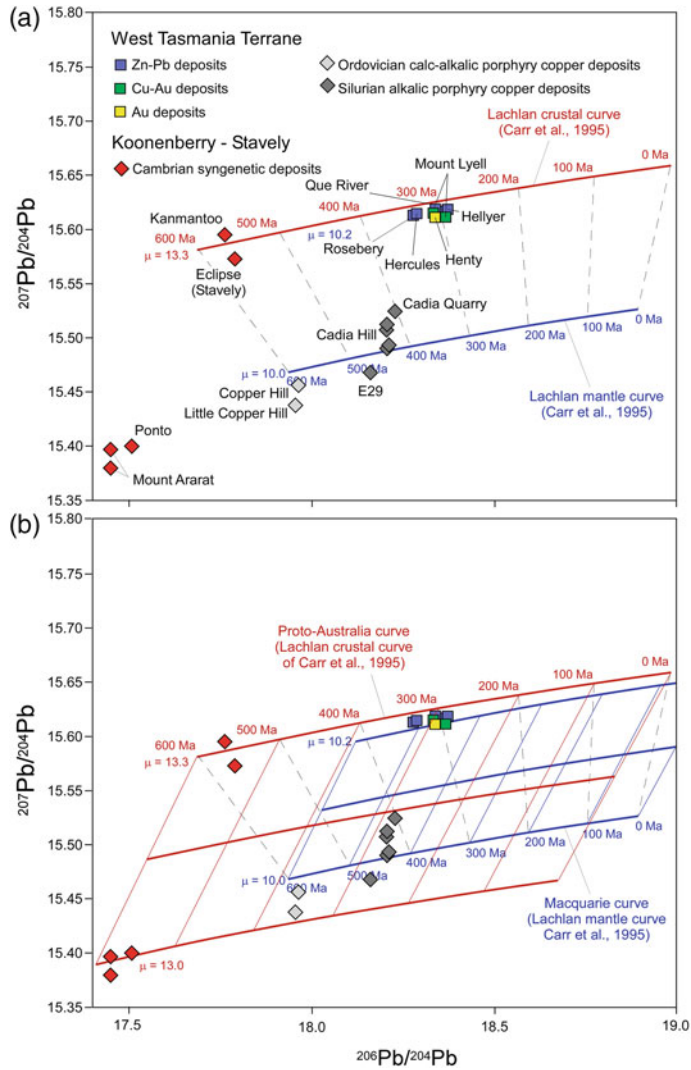 (a)
15.80
15.75
15.70
15.65
15.60
15.55
15.50
15.45
15.40
15.35
207Pb/204Pb
West Tasmania Terrane
Zn-Pb deposits
Cu-Au deposits
Au deposits
Ordovician calc-alkalic porphyry copper deposits
Silurian alkalic porphyry copper deposits
Koonenberry - Stavely
Cambrian syngenetic deposits
Lachlan crustal curve
(Carr et al., 1995)
Mount Lyell
Que River
0 Ma
100 Ma
200 Ma
300 Ma
400 Ma
500 Ma
600 Ma
μ = 13.3
μ = 10.2
Kanmantoo
Eclipse
(Stavely)
Rosebery
Hercules
Henty
Hellyer
Cadia Quarry
Cadia Hill
E29
0 Ma
100 Ma
200 Ma
300 Ma
400 Ma
500 Ma
600 Ma
μ = 10.0
Copper Hill
Little Copper Hill
Lachlan mantle curve
(Carr et al., 1995)
Ponto
Mount Ararat
(b)
15.80
15.75
15.70
15.65
15.60
15.55
15.50
15.45
15.40
15.35
207Pb/204Pb
Proto-Australia curve
(Lachlan crustal curve
of Carr et al., 1995)
0 Ma
100 Ma
200 Ma
300 Ma
400 Ma
500 Ma
600 Ma
μ = 13.3
μ = 10.2
0 Ma
100 Ma
200 Ma
300 Ma
400 Ma
500 Ma
600 Ma
μ = 10.0
μ = 13.0
Macquarie curve
(Lachlan mantle curve
Carr et al., 1995)
17.5
18.0
18.5
19.0
206Pb/204Pb